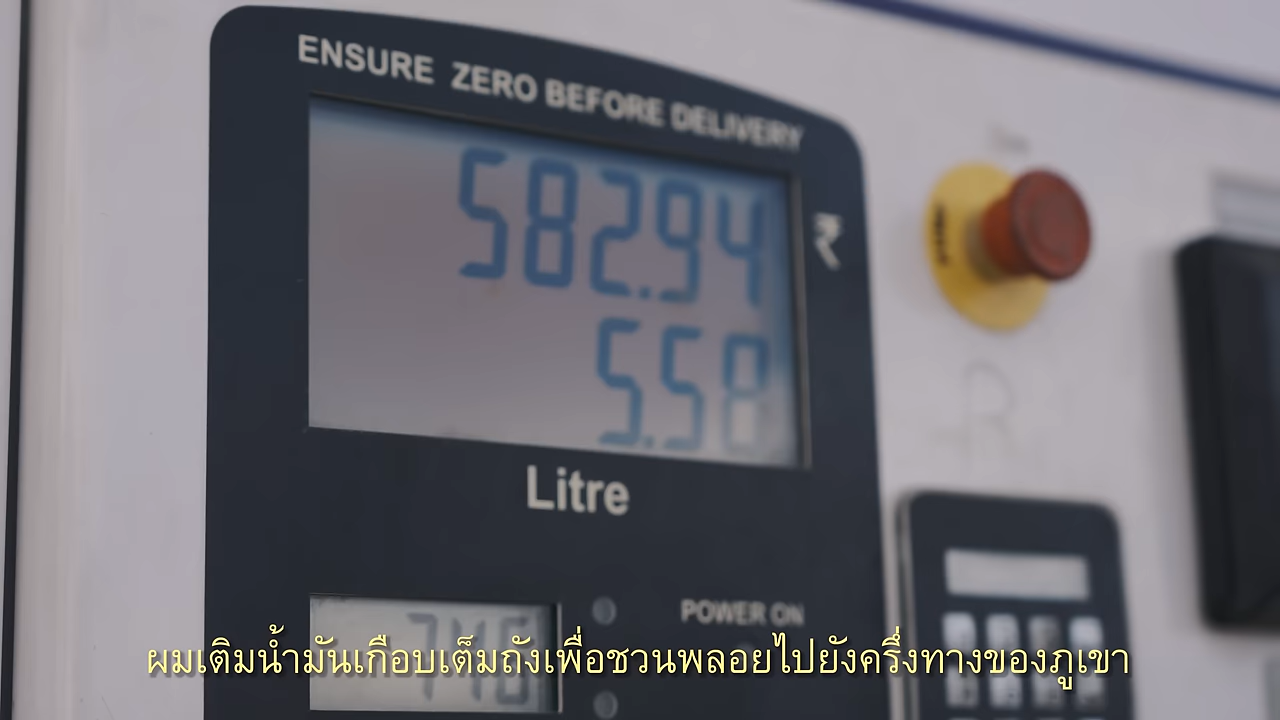 ENSURE ZERO BEFORE DELIVERY
582.94
₹
5.58
Litre
POWER ON
ผมเติมน้ำมันเกือบเต็มถังเพื่อชวนพลอยไปยังครึ่งทางของภูเขา